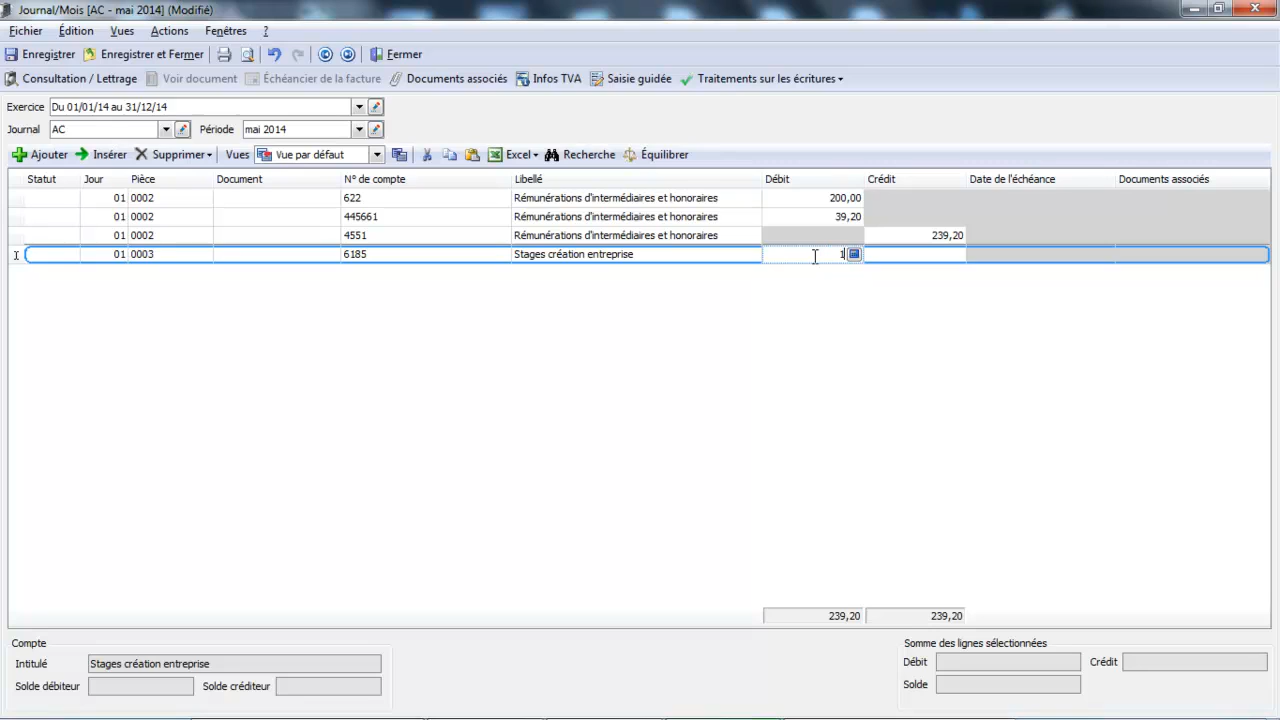 Journal/Mois [AC - mai 2014] (Modifié)
Fichier Édition Vues Actions Fenêtres ?
Enregistrer Enregistrer et Fermer Fermer
Consultation / Lettrage Voir document Échéancier de la facture Documents associés Infos TVA Saisie guidée Traitements sur les écritures
Exercice Du 01/01/14 au 31/12/14
Journal AC Période mai 2014
Ajouter Insérer Supprimer Vues Vue par défaut Excel Recherche Équilibrer
Statut Jour Pièce Document N° de compte Libellé Débit Crédit Date de l'échéance Documents associés
01 0002 622 Rémunérations d'intermédiaires et honoraires 200,00
01 0002 445661 Rémunérations d'intermédiaires et honoraires 39,20
01 0002 4551 Rémunérations d'intermédiaires et honoraires 239,20
01 0003 6185 Stages création entreprise 1
239,20 239,20
Compte Somme des lignes sélectionnées
Intitulé Stages création entreprise Débit Crédit
Solde débiteur Solde créditeur Solde